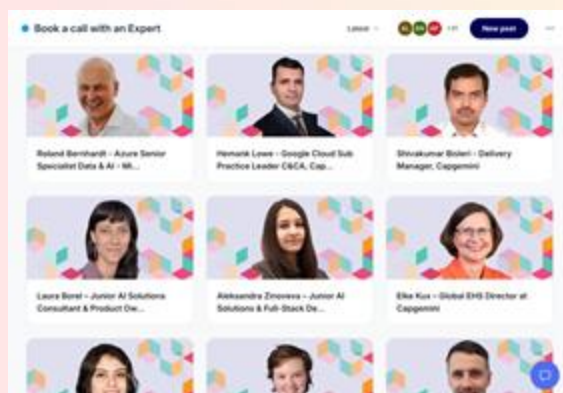 Book a call with an Expert
Latest
New post
Roland Bernhardt - Azure Senior
Specialist Data & AI - Mi...
Hemank Lowe - Google Cloud Sub
Practice Leader C&CA, Cap...
Shivakumar Bisleri - Delivery
Manager, Capgemini
Laura Borel - Junior AI Solutions
Consultant & Product Ow...
Aleksandra Zinoveva - Junior AI
Solutions & Full-Stack De...
Elke Kux - Global EHS Director at
Capgemini